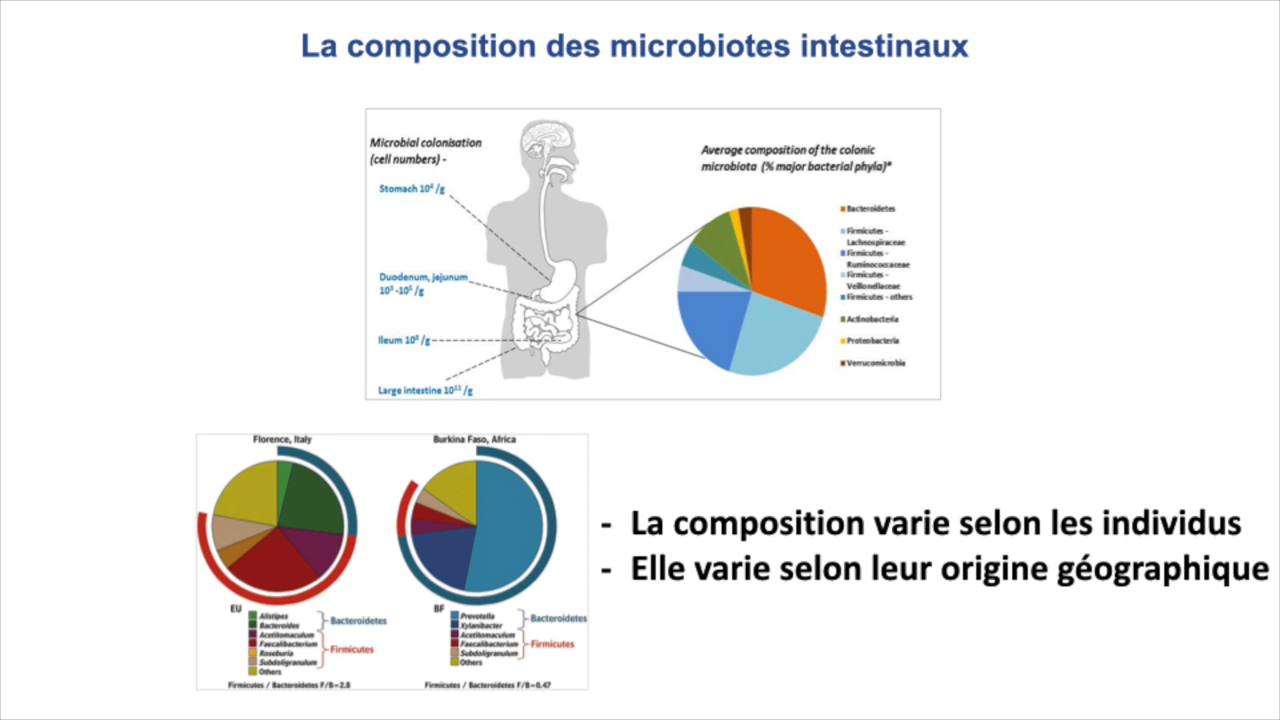 La composition des microbiotes intestinaux
Microbial colonisation
(cell numbers) -
Stomach 10⁴ /g
Duodenum, jejunum
10³ -10⁵ /g
Ileum 10⁸ /g
Large intestine 10¹¹ /g
Average composition of the colonic
microbiota (% major bacterial phyla)*
Bacteroidetes
Firmicutes -
Lachnospiraceae
Firmicutes -
Ruminococcaceae
Firmicutes -
Veillonellaceae
Firmicutes - others
Actinobacteria
Proteobacteria
Verrucomicrobia
Florence, Italy
EU
Alistipes
Bacteroides
Acetitomaculum
Faecalibacterium
Roseburia
Subdoligranulum
Others
Bacteroidetes
Firmicutes
Firmicutes / Bacteroidetes F/B=2.8
Burkina Faso, Africa
BF
Prevotella
Xylanibacter
Acetitomaculum
Faecalibacterium
Subdoligranulum
Others
Bacteroidetes
Firmicutes
Firmicutes / Bacteroidetes F/B=0.47
- La composition varie selon les individus
- Elle varie selon leur origine géographique